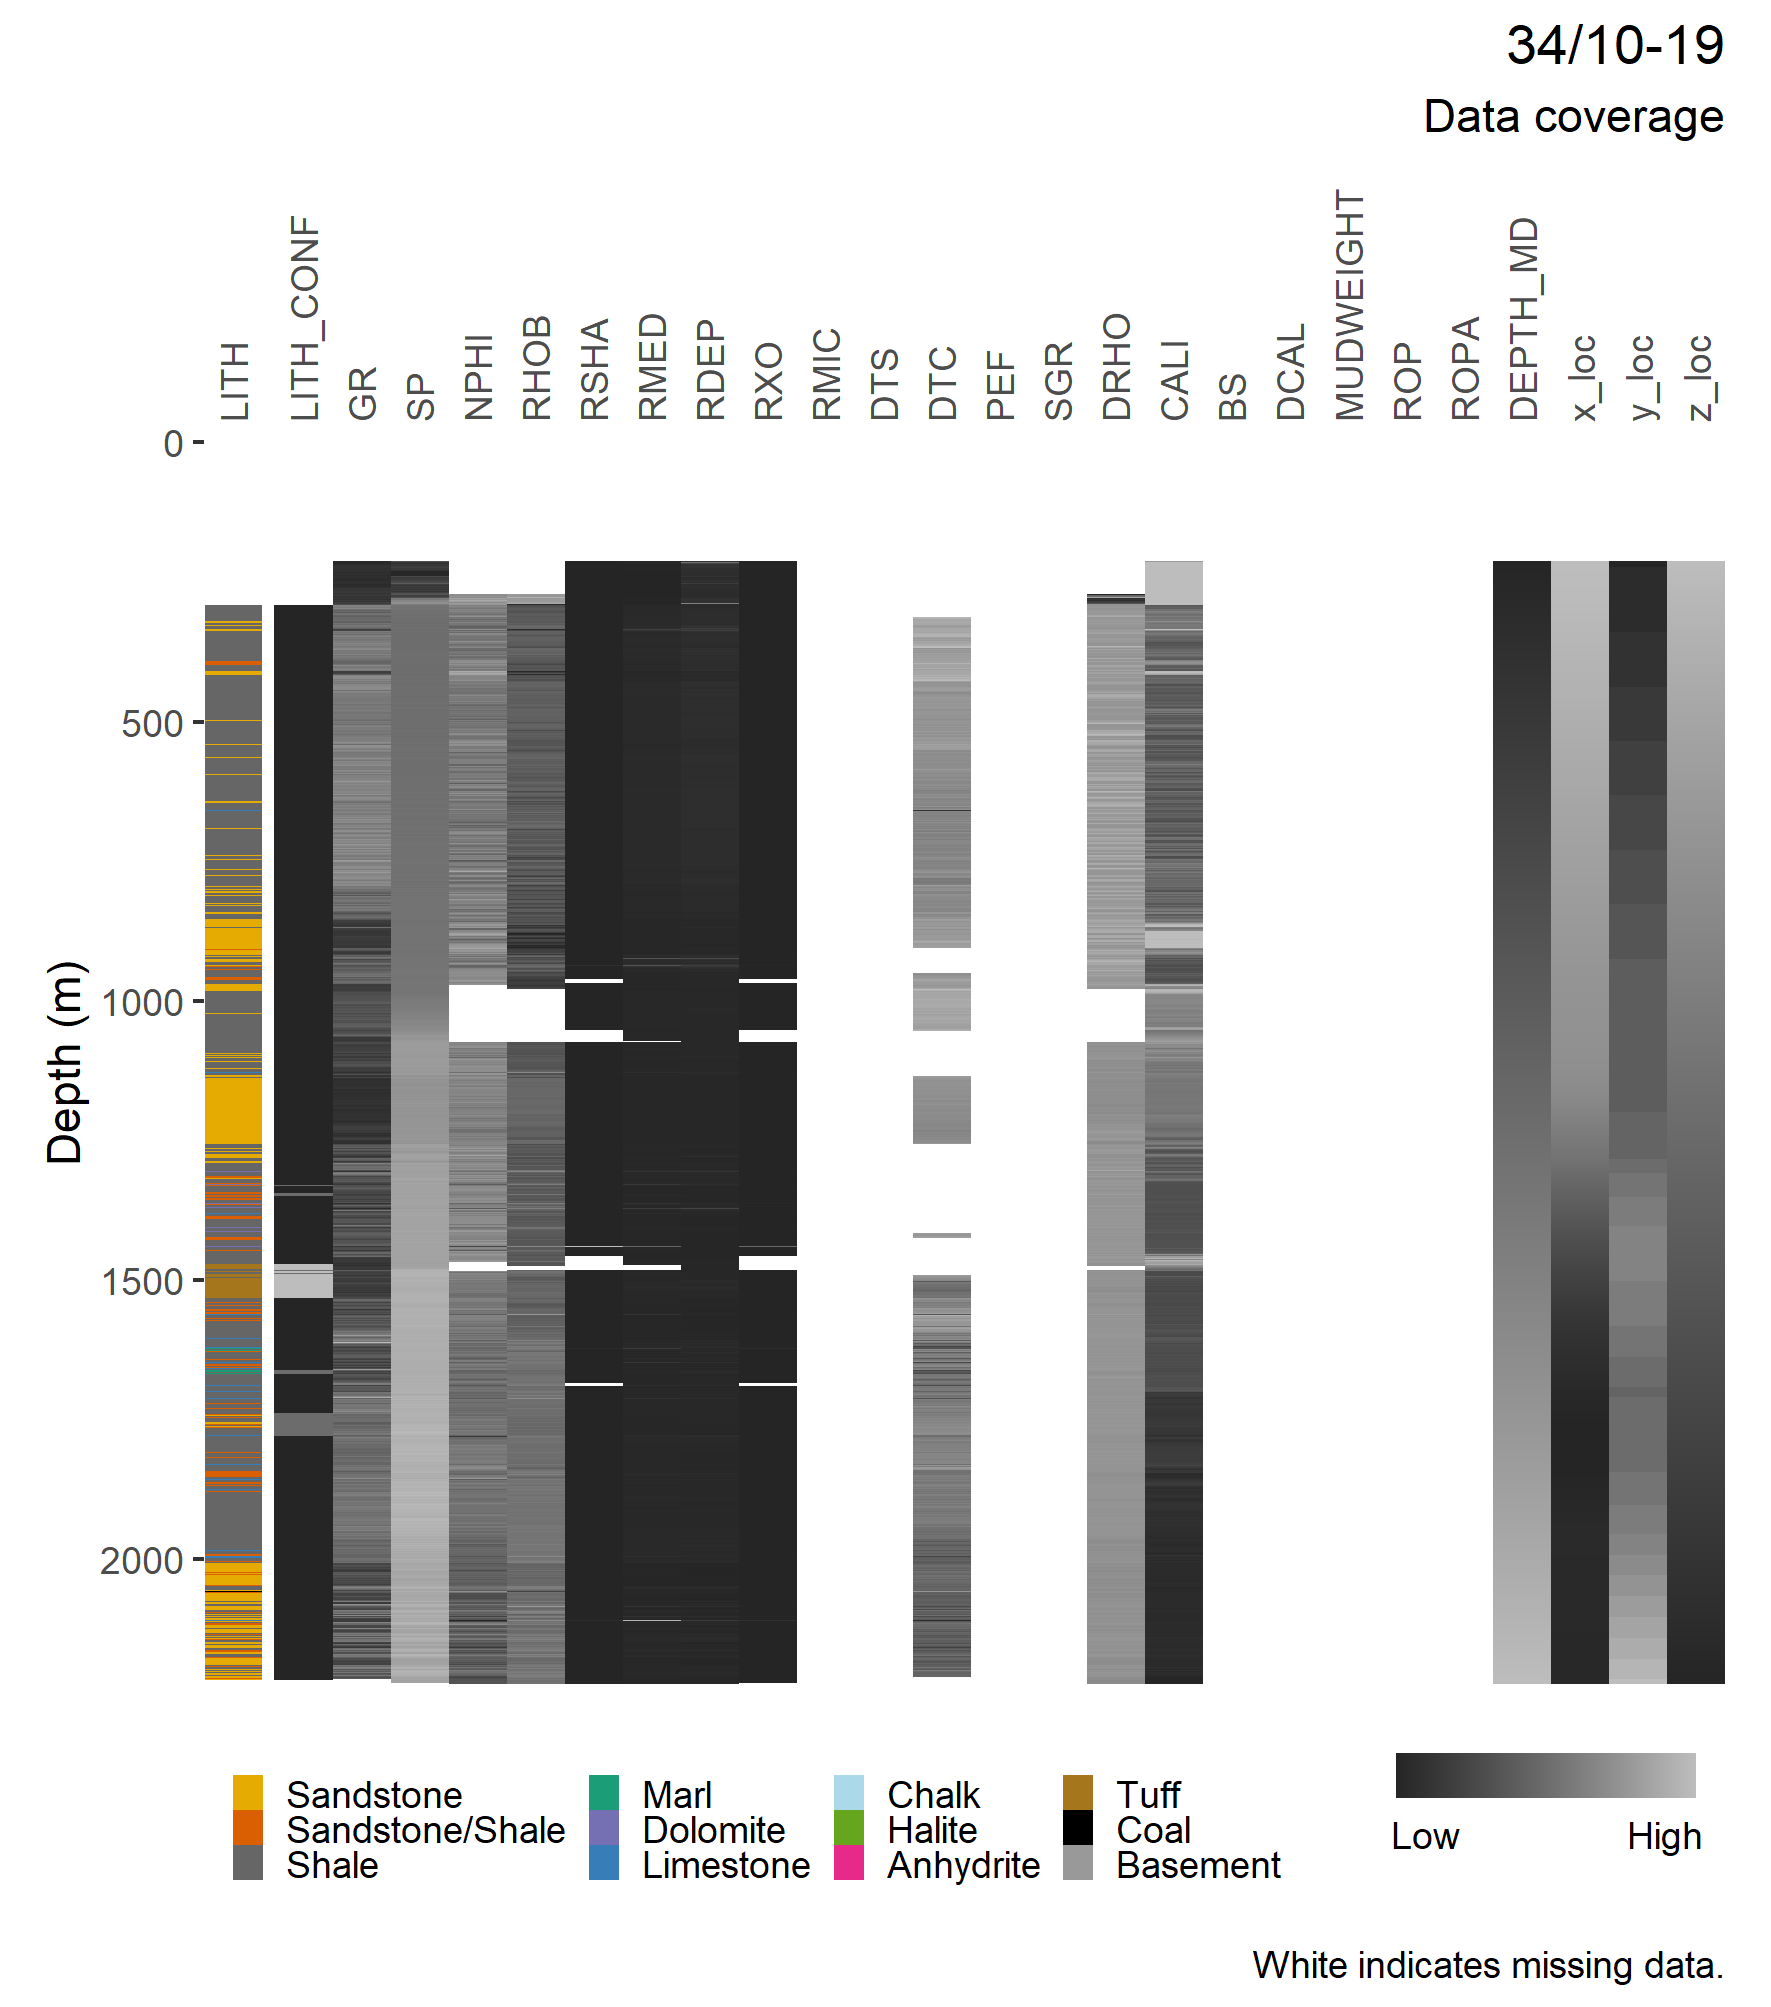 34/10-19
Data coverage
LITH
LITH_CONF
GR
SP
NPHI
RHOB
RSHA
RMED
RDEP
RXO
RMIC
DTS
DTC
PEF
SGR
DRHO
CALI
BS
DCAL
MUDWEIGHT
ROP
ROPA
DEPTH_MD
x_loc
y_loc
z_loc
0
500
1000
1500
2000
Depth (m)
Sandstone
Sandstone/Shale
Shale
Marl
Dolomite
Limestone
Chalk
Halite
Anhydrite
Tuff
Coal
Basement
Low High
White indicates missing data.